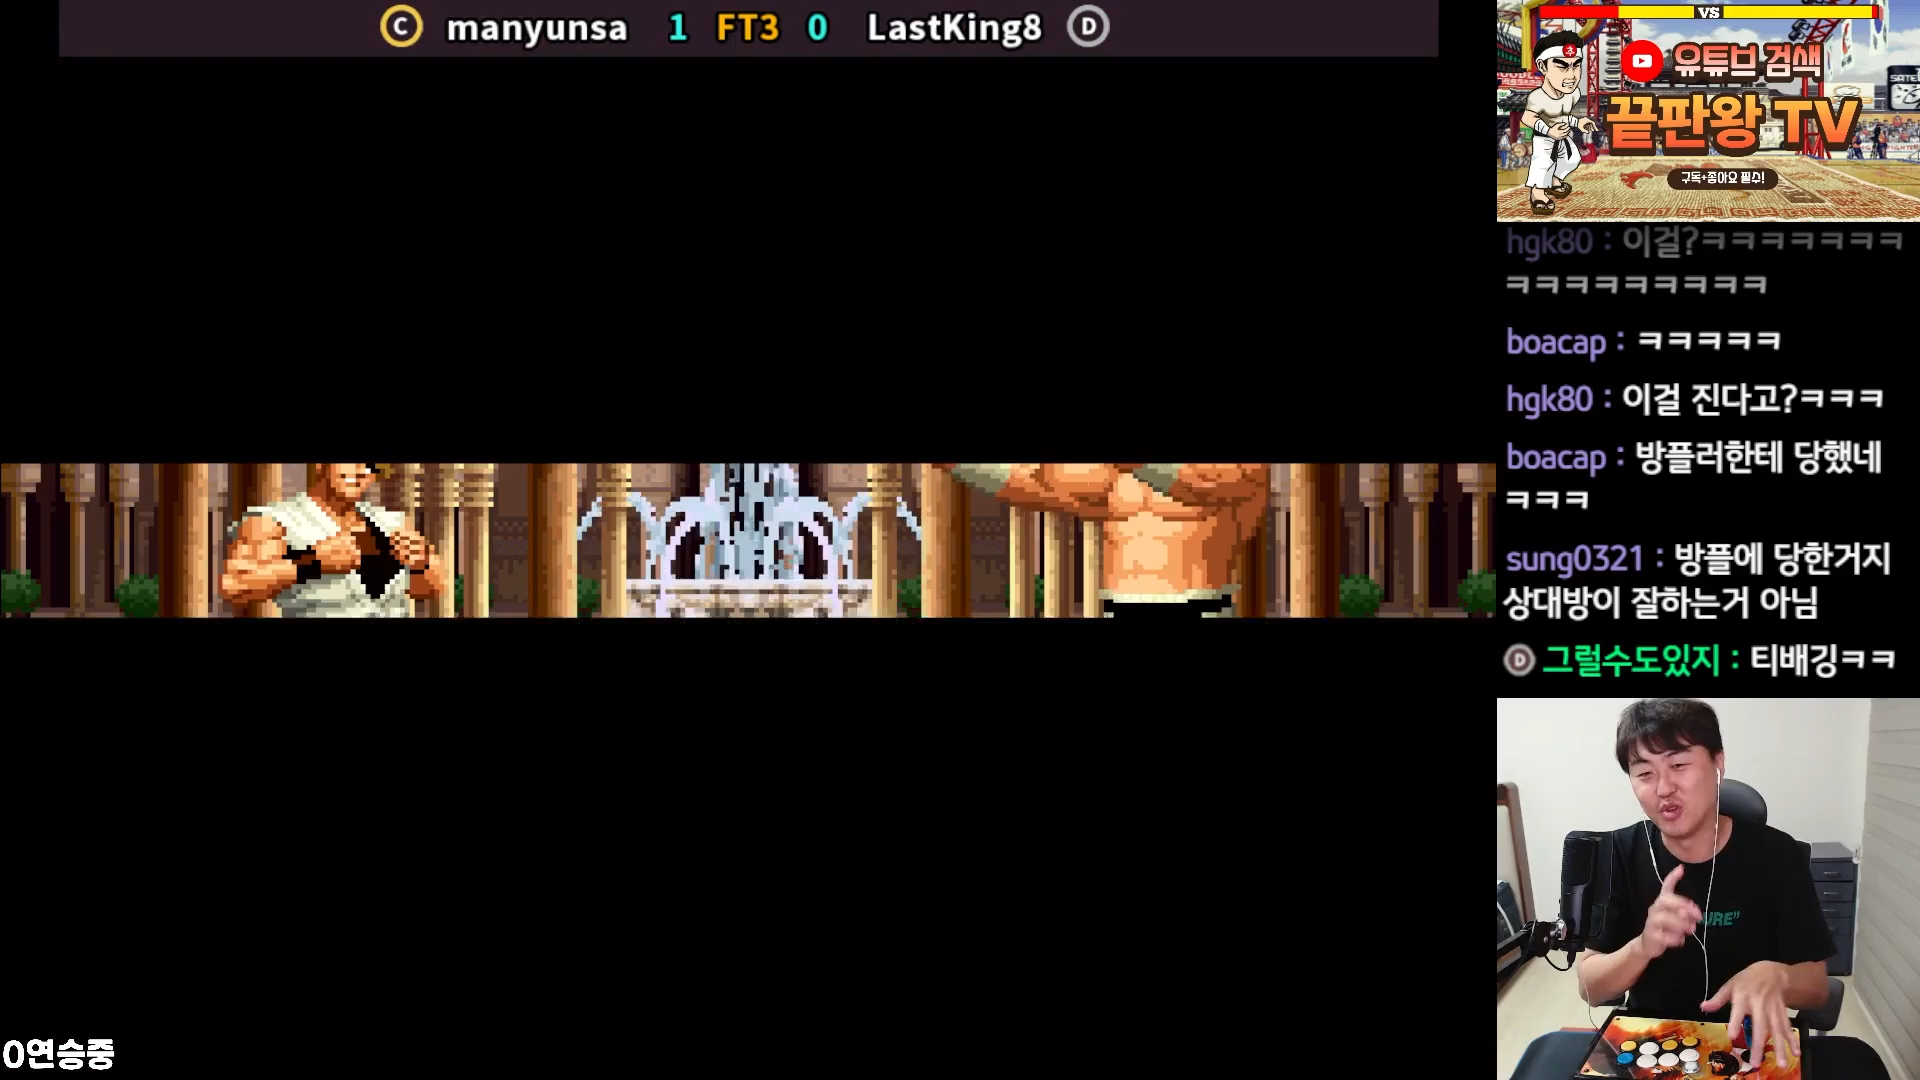 C manyunsa 1 FT3 0 LastKing8 D
VS
유튜브 검색
끝판왕 TV
구독+좋아요 필수!
hgk80 : 이걸?ㅋㅋㅋㅋㅋㅋㅋ
ㅋㅋㅋㅋㅋㅋㅋㅋㅋ
boacap : ㅋㅋㅋㅋㅋ
hgk80 : 이걸 진다고?ㅋㅋㅋ
boacap : 방플러한테 당했네
ㅋㅋㅋ
sung0321 : 방플에 당한거지
상대방이 잘하는거 아님
D 그럴수도있지 : 티배깅ㅋㅋ
0연승중